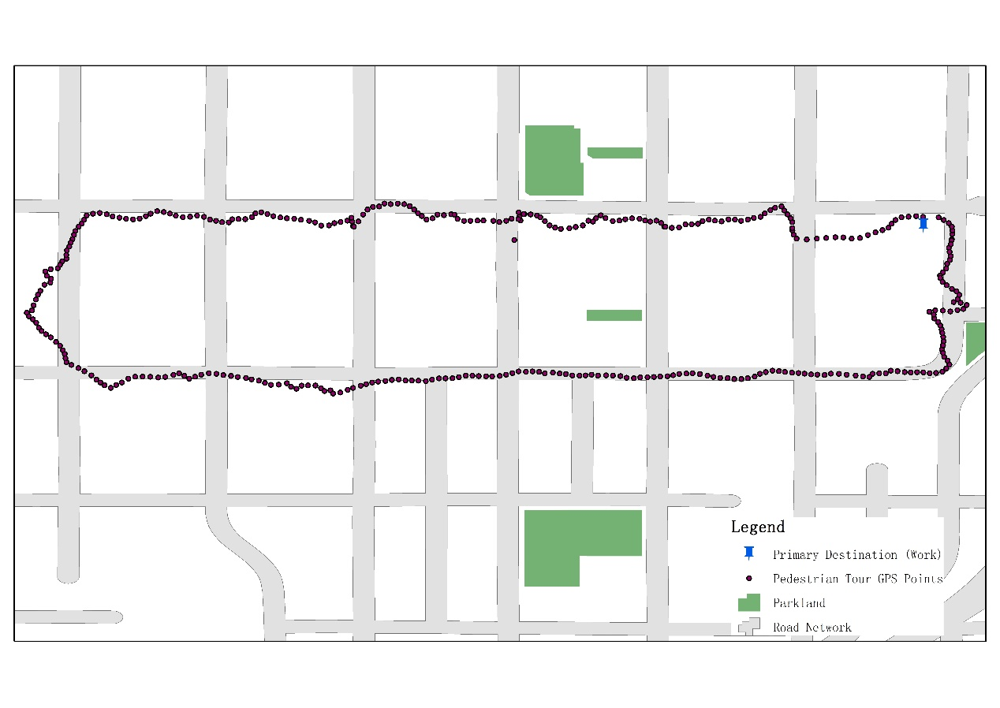 Legend
Primary Destination (Work)
Pedestrian Tour GPS Points
Parkland
Road Network